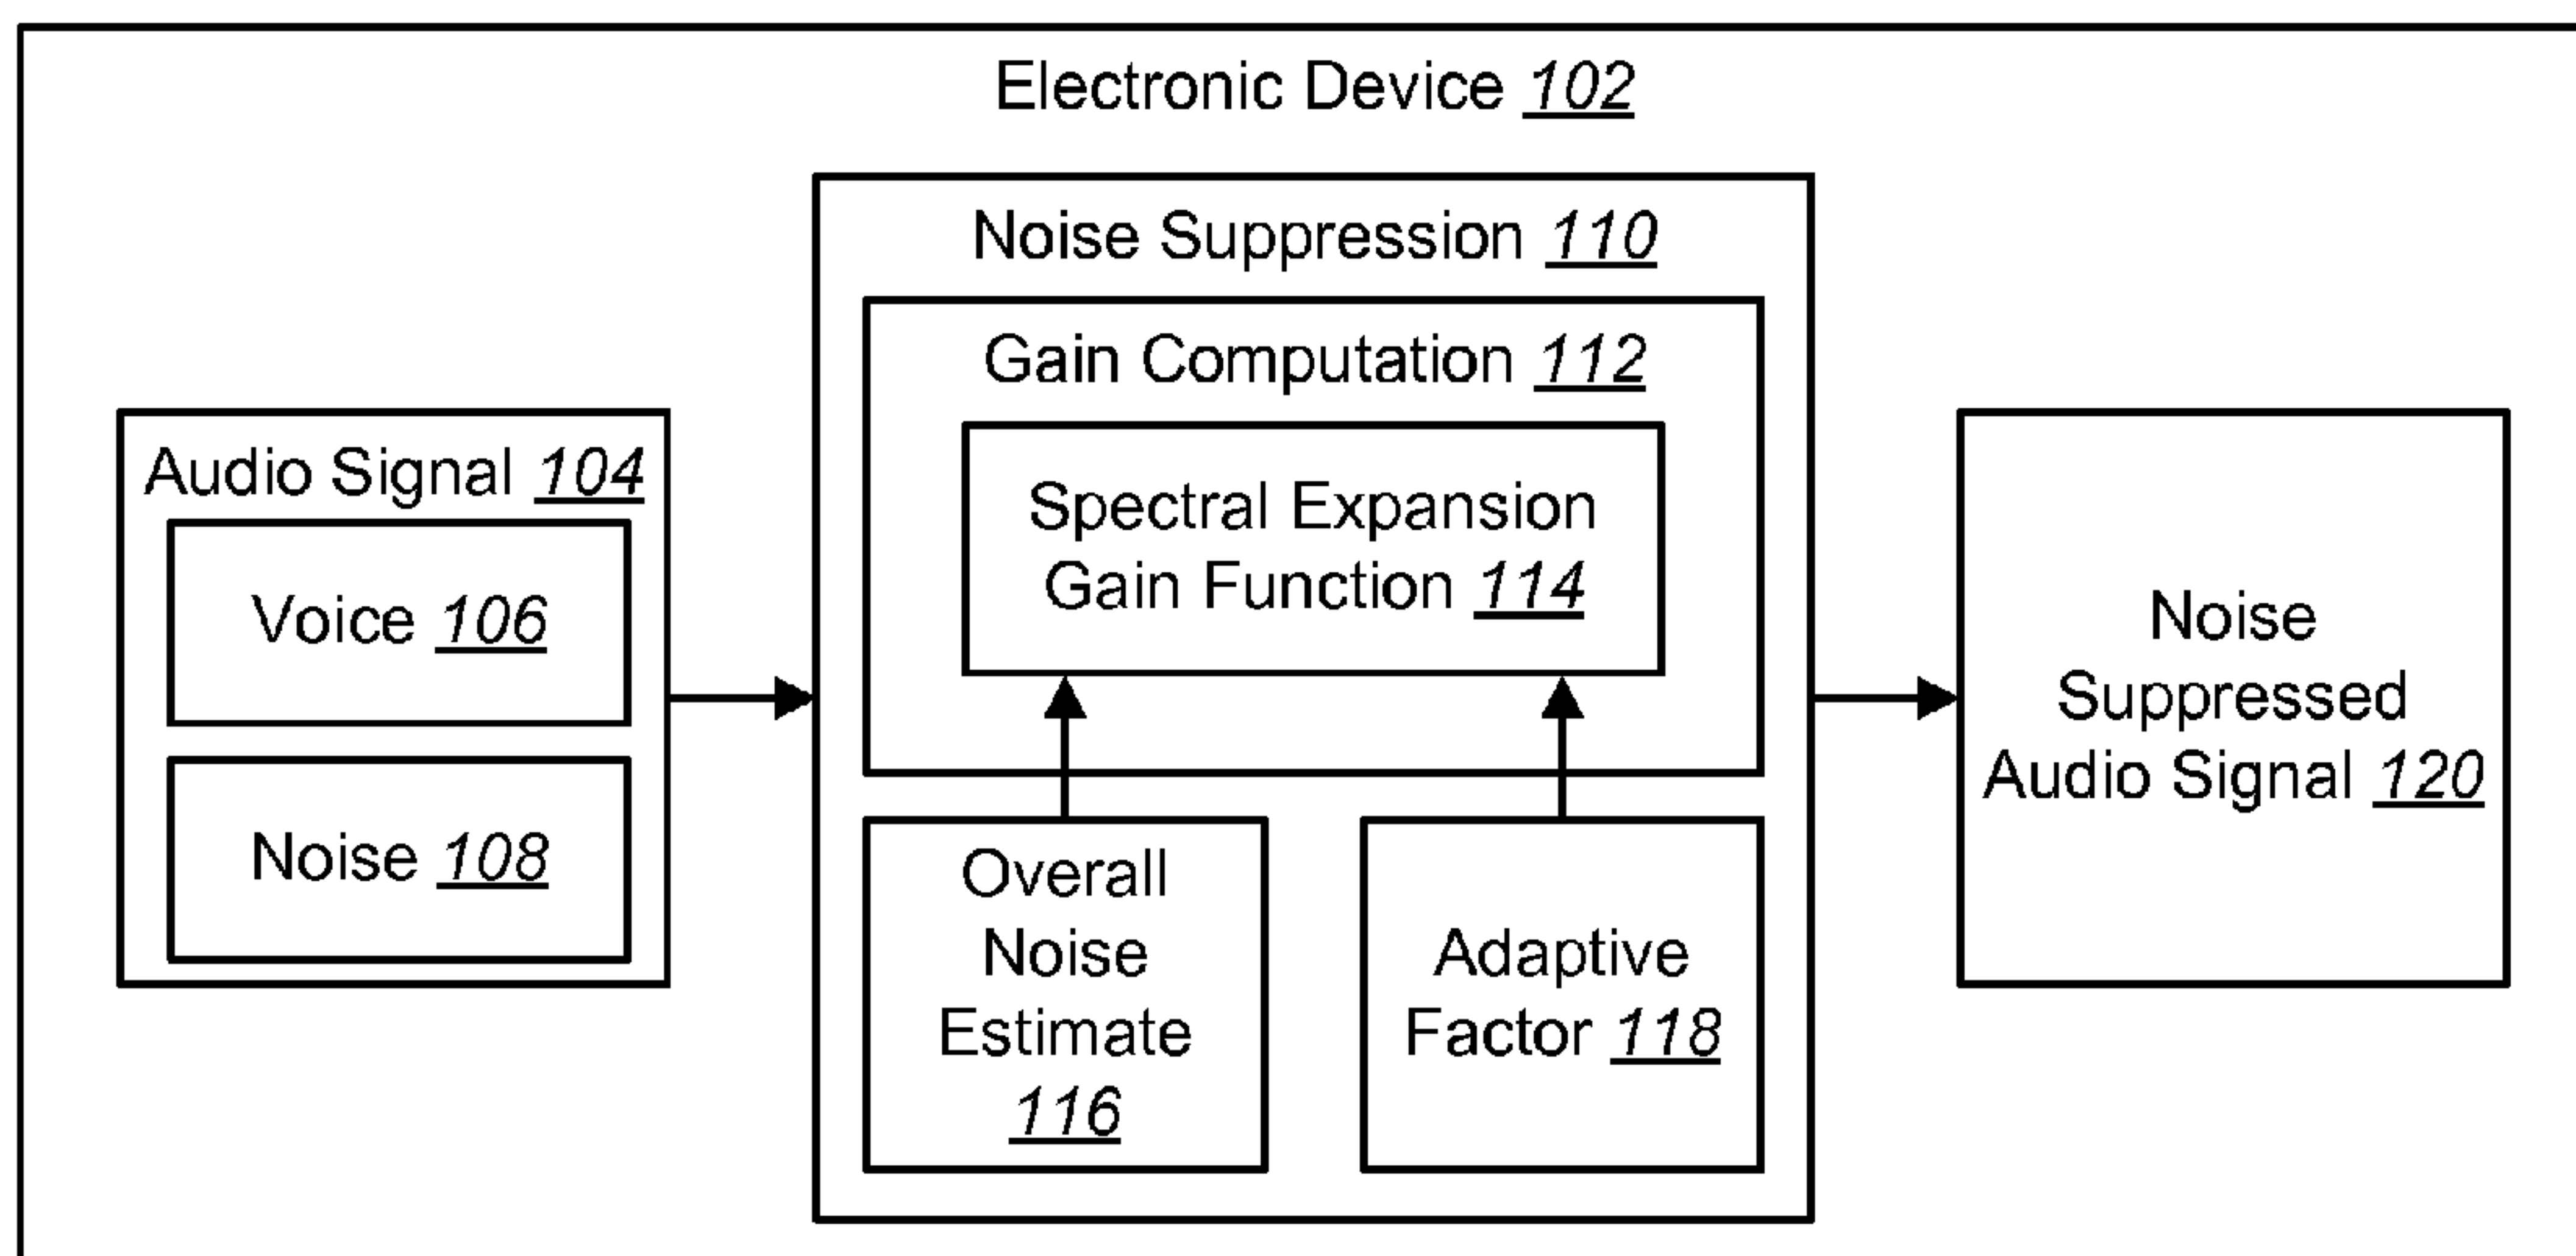 Electronic Device 102
Noise Suppression 110
Gain Computation 112
Spectral Expansion
Gain Function 114
Audio Signal 104
Voice 106
Noise 108
Overall
Noise
Estimate
116
Adaptive
Factor 118
Noise
Suppressed
Audio Signal 120